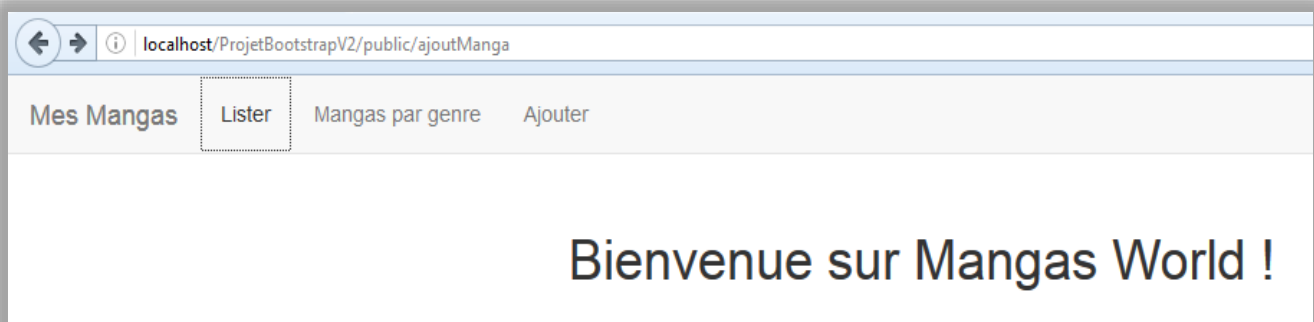 localhost/ProjetBootstrapV2/public/ajoutManga
Mes Mangas Lister Mangas par genre Ajouter
Bienvenue sur Mangas World !